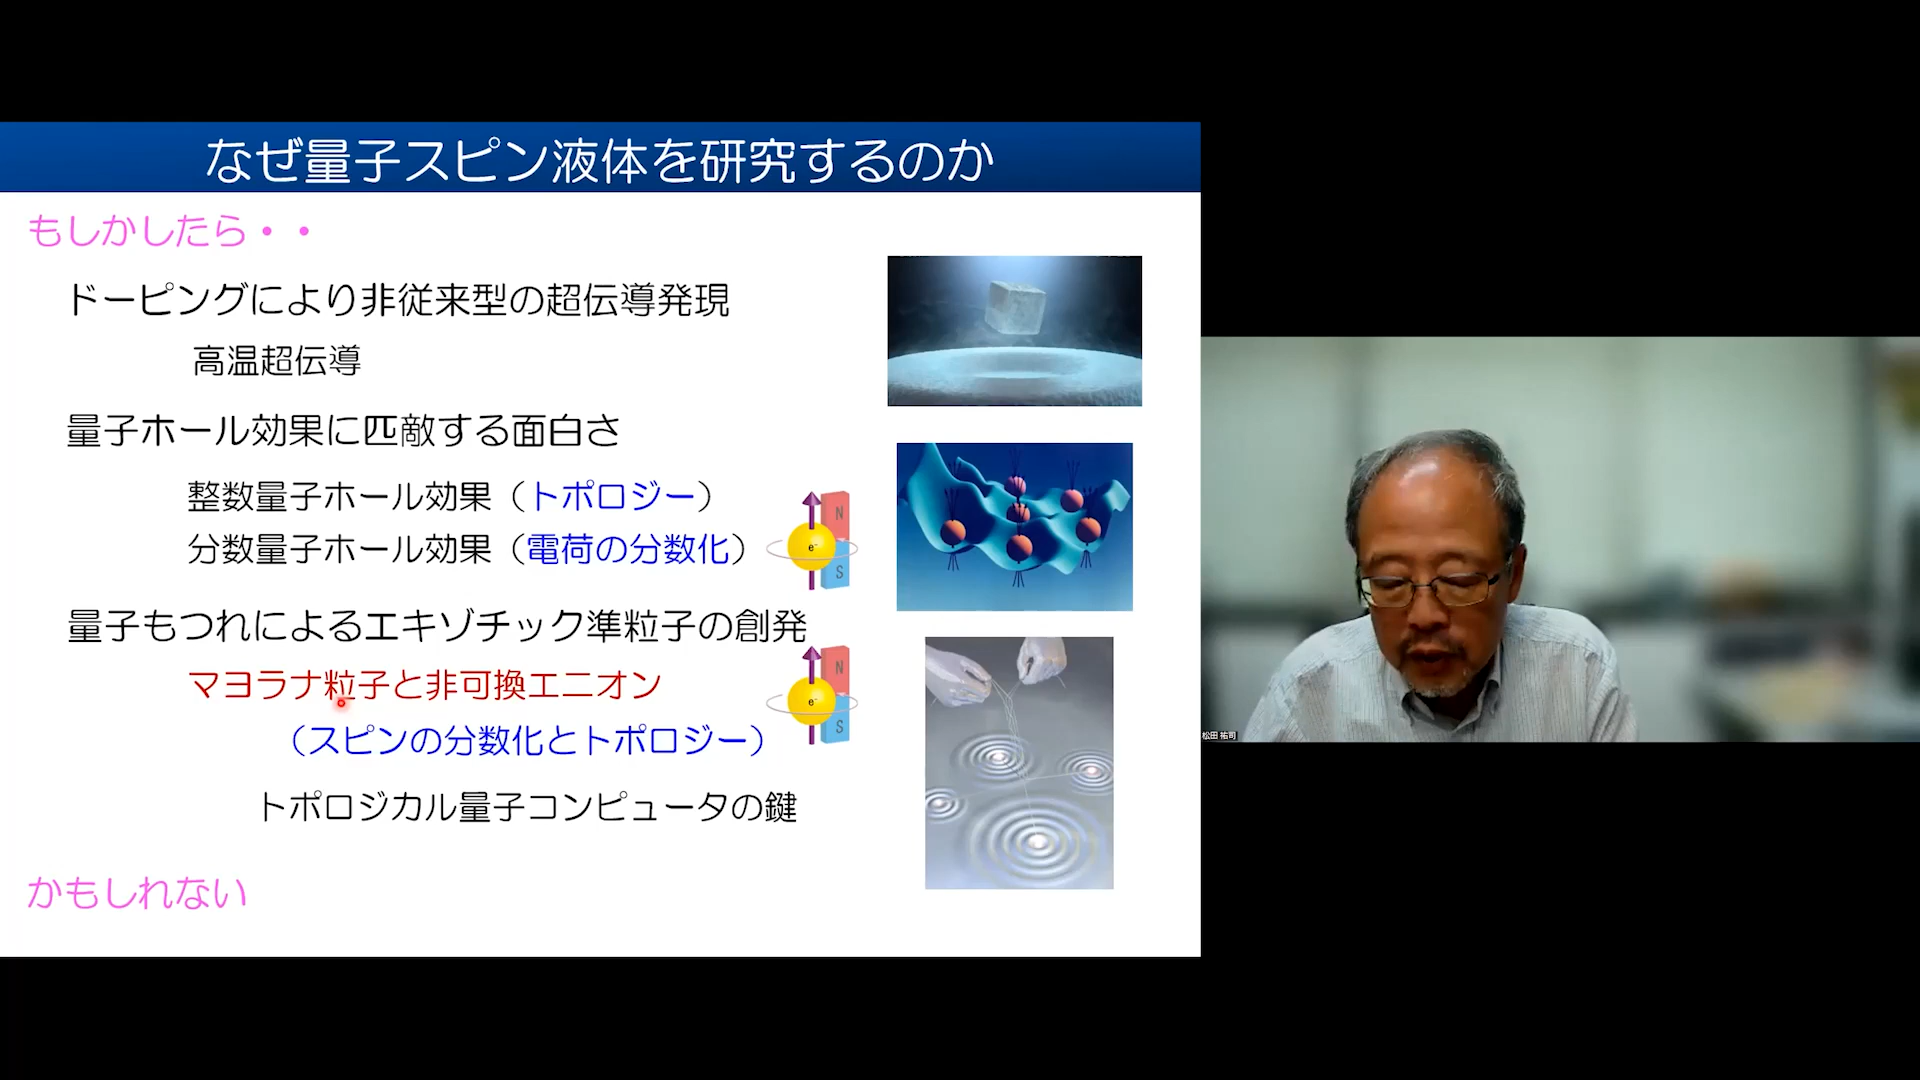 なぜ量子スピン液体を研究するのか
もしかしたら・・
ドーピングにより非従来型の超伝導発現
高温超伝導
量子ホール効果に匹敵する面白さ
整数量子ホール効果（トポロジー）
分数量子ホール効果（電荷の分数化）
N
e⁻
S
量子もつれによるエキゾチック準粒子の創発
マヨラナ粒子と非可換エニオン
（スピンの分数化とトポロジー）
N
e⁻
S
トポロジカル量子コンピュータの鍵
かもしれない
松田 祐司